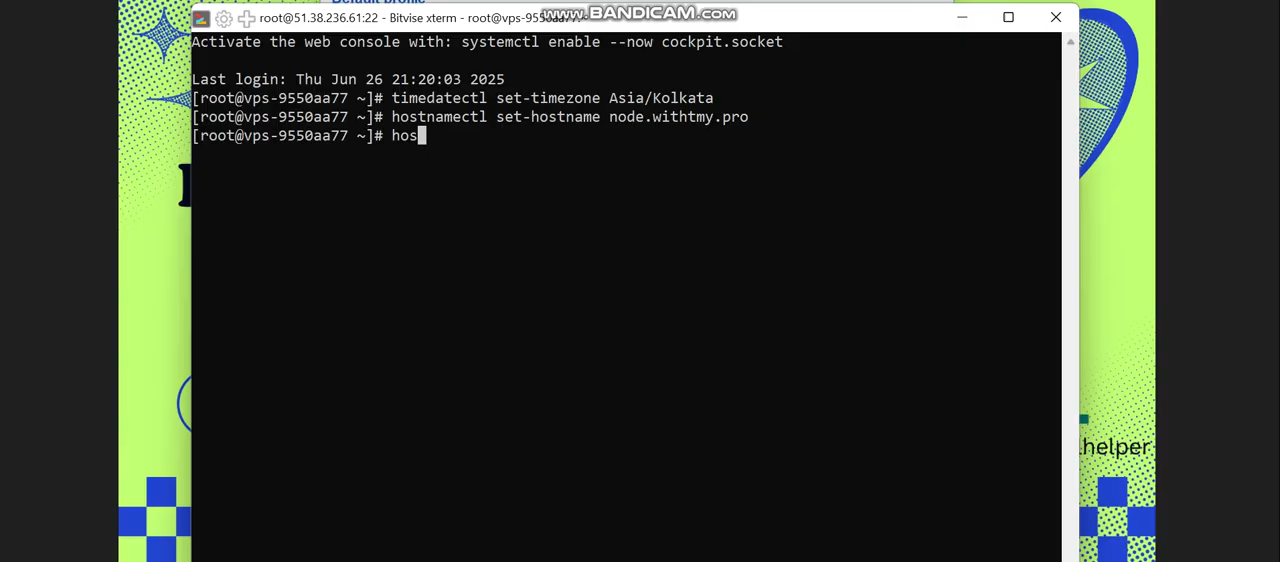 Default profile
root@51.38.236.61:22 - Bitvise xterm - root@vps-9550aa77:~
www.BANDICAM.com
Activate the web console with: systemctl enable --now cockpit.socket
Last login: Thu Jun 26 21:20:03 2025
[root@vps-9550aa77 ~]# timedatectl set-timezone Asia/Kolkata
[root@vps-9550aa77 ~]# hostnamectl set-hostname node.withtmy.pro
[root@vps-9550aa77 ~]# hos
helper